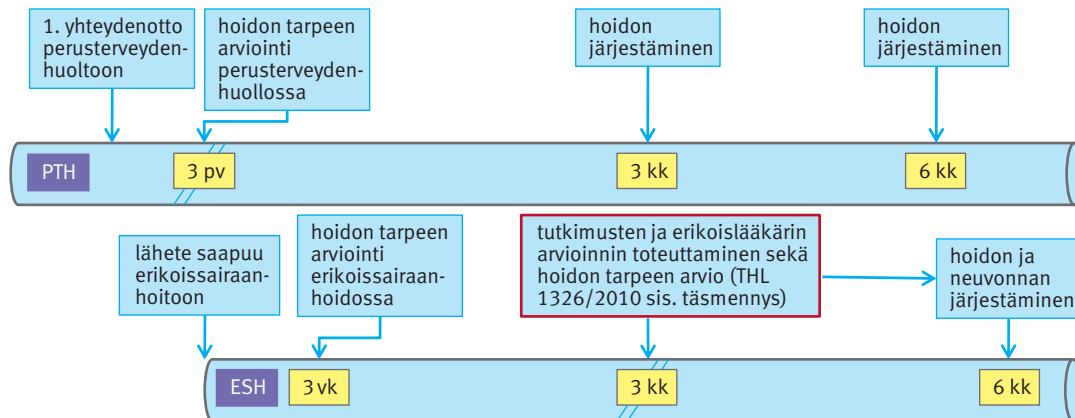 1. yhteydenotto
perusterveyden-
huoltoon
hoidon tarpeen
arviointi
perusterveyden-
huollossa
hoidon
järjestäminen
hoidon
järjestäminen
PTH
3 pv
3 kk
6 kk
lähete saapuu
erikoissairaan-
hoitoon
hoidon tarpeen
arviointi
erikoissairaan-
hoidossa
tutkimusten ja erikoislääkärin
arvioinnin toteuttaminen sekä
hoidon tarpeen arvio (THL
1326/2010 sis. täsmennys)
hoidon ja
neuvonnan
järjestäminen
ESH
3 vk
3 kk
6 kk